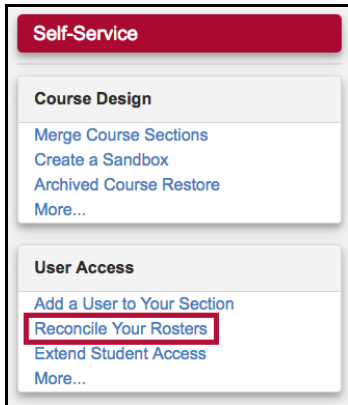 Self-Service
Course Design
Merge Course Sections
Create a Sandbox
Archived Course Restore
More...
User Access
Add a User to Your Section
Reconcile Your Rosters
Extend Student Access
More...